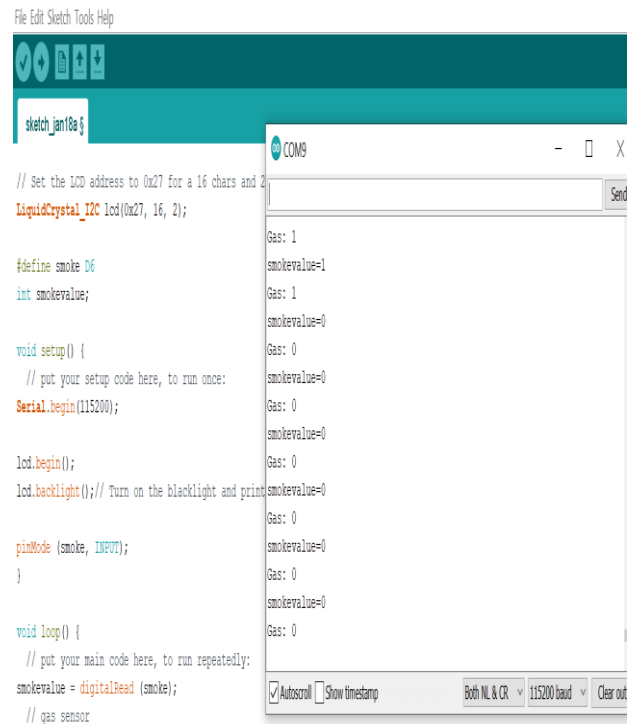 File Edit Sketch Tools Help
sketch_jan18a §
// Set the LCD address to 0x27 for a 16 chars and 2
LiquidCrystal_I2C lcd(0x27, 16, 2);
#define smoke D6
int smokevalue;
void setup() {
// put your setup code here, to run once:
Serial.begin(115200);
lcd.begin();
lcd.backlight();// Turn on the blacklight and print
pinMode (smoke, INPUT);
}
void loop() {
// put your main code here, to run repeatedly:
smokevalue = digitalRead (smoke);
// gas sensor
COM9
Send
Gas: 1
smokevalue=1
Gas: 1
smokevalue=0
Gas: 0
smokevalue=0
Gas: 0
smokevalue=0
Gas: 0
smokevalue=0
Gas: 0
smokevalue=0
Gas: 0
smokevalue=0
Gas: 0
Autoscroll Show timestamp Both NL & CR 115200 baud Clear out